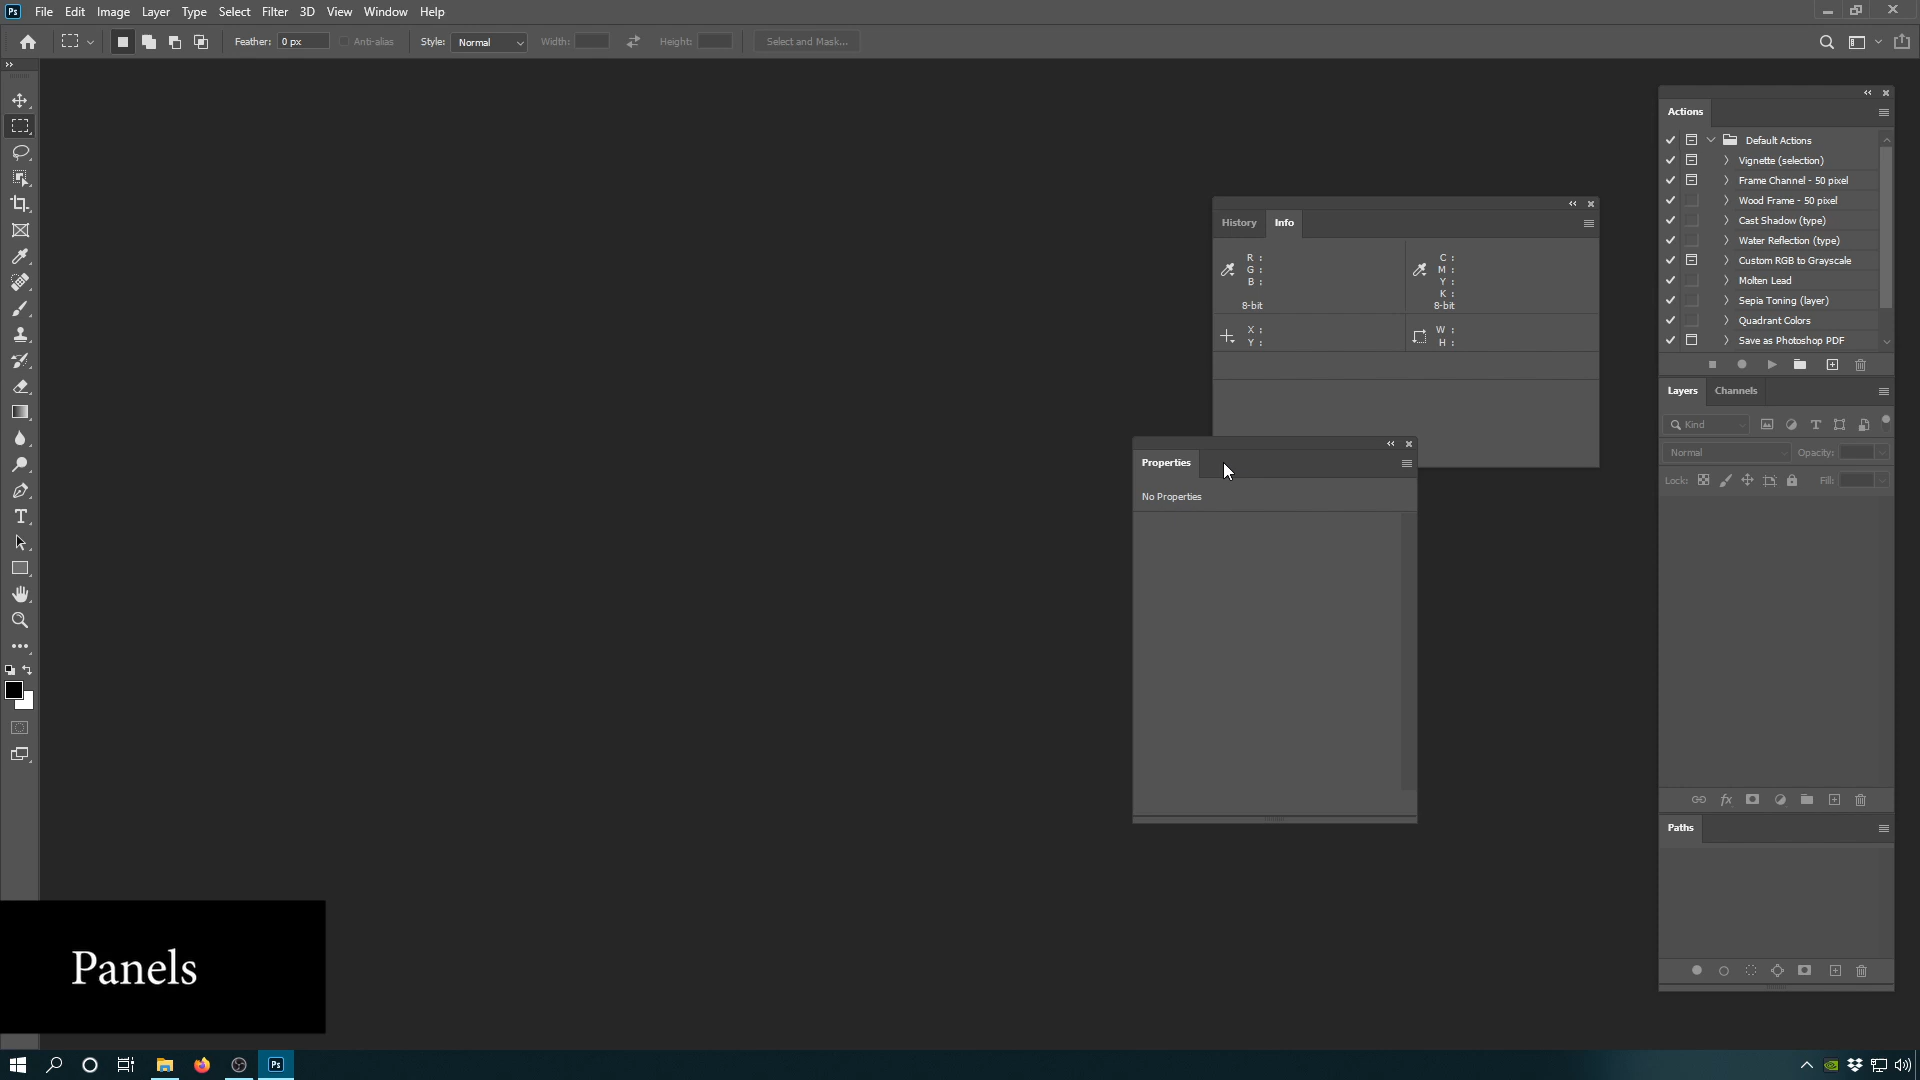 Ps File Edit Image Layer Type Select Filter 3D View Window Help
Feather: 0 px Anti-alias Style: Normal Width: Height: Select and Mask...
Actions
Default Actions
Vignette (selection)
Frame Channel - 50 pixel
Wood Frame - 50 pixel
Cast Shadow (type)
Water Reflection (type)
Custom RGB to Grayscale
Molten Lead
Sepia Toning (layer)
Quadrant Colors
Save as Photoshop PDF
History Info
R : C :
G : M :
B : Y :
K :
8-bit 8-bit
X : W :
Y : H :
Layers Channels
Kind
Normal Opacity:
Lock: Fill:
Properties
No Properties
Paths
Panels
Ps